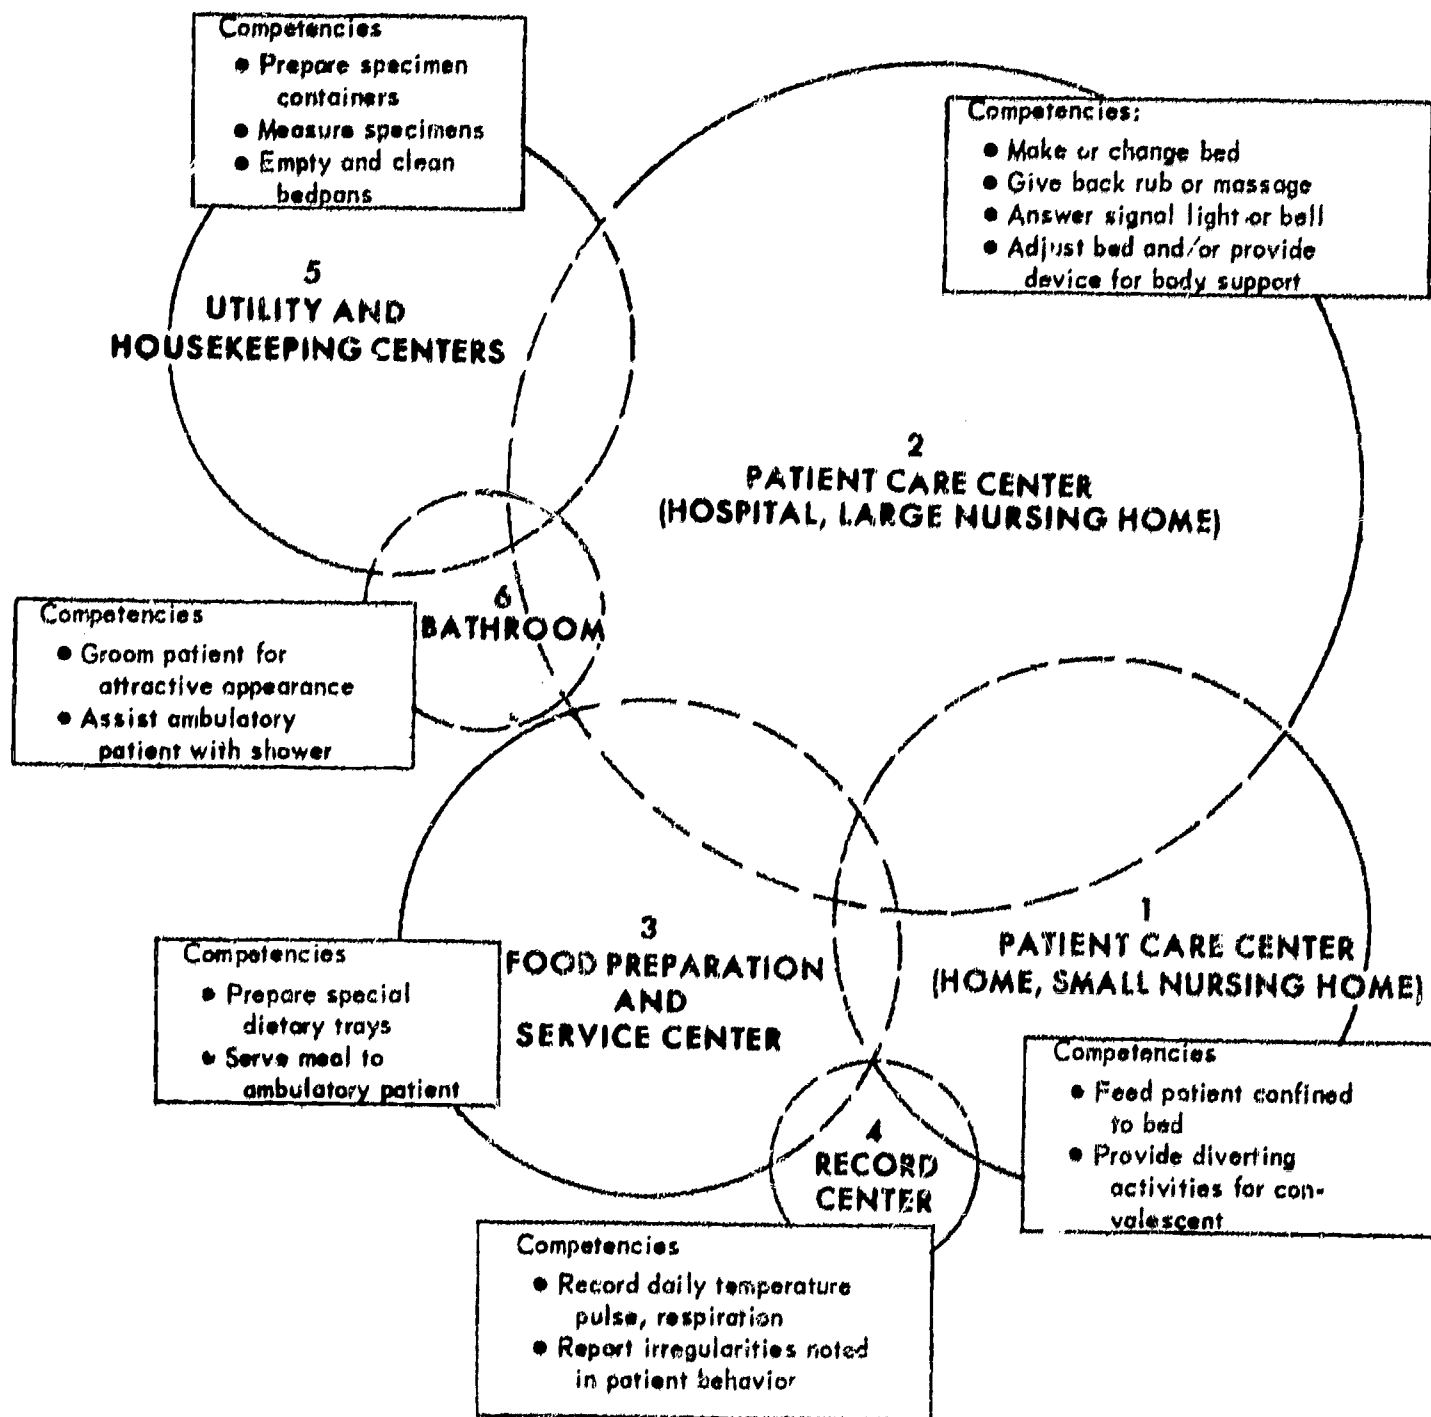 Competencies
● Prepare specimen
containers
● Measure specimens
● Empty and clean
bedpans
Competencies:
● Make or change bed
● Give back rub or massage
● Answer signal light or bell
● Adjust bed and/or provide
device for body support
5
UTILITY AND
HOUSEKEEPING CENTERS
2
PATIENT CARE CENTER
(HOSPITAL, LARGE NURSING HOME)
6
BATHROOM
Competencies
● Groom patient for
attractive appearance
● Assist ambulatory
patient with shower
3
FOOD PREPARATION
AND
SERVICE CENTER
Competencies
● Prepare special
dietary trays
● Serve meal to
ambulatory patient
1
PATIENT CARE CENTER
(HOME, SMALL NURSING HOME)
Competencies
● Feed patient confined
to bed
● Provide diverting
activities for con-
valescent
4
RECORD
CENTER
Competencies
● Record daily temperature
pulse, respiration
● Report irregularities noted
in patient behavior